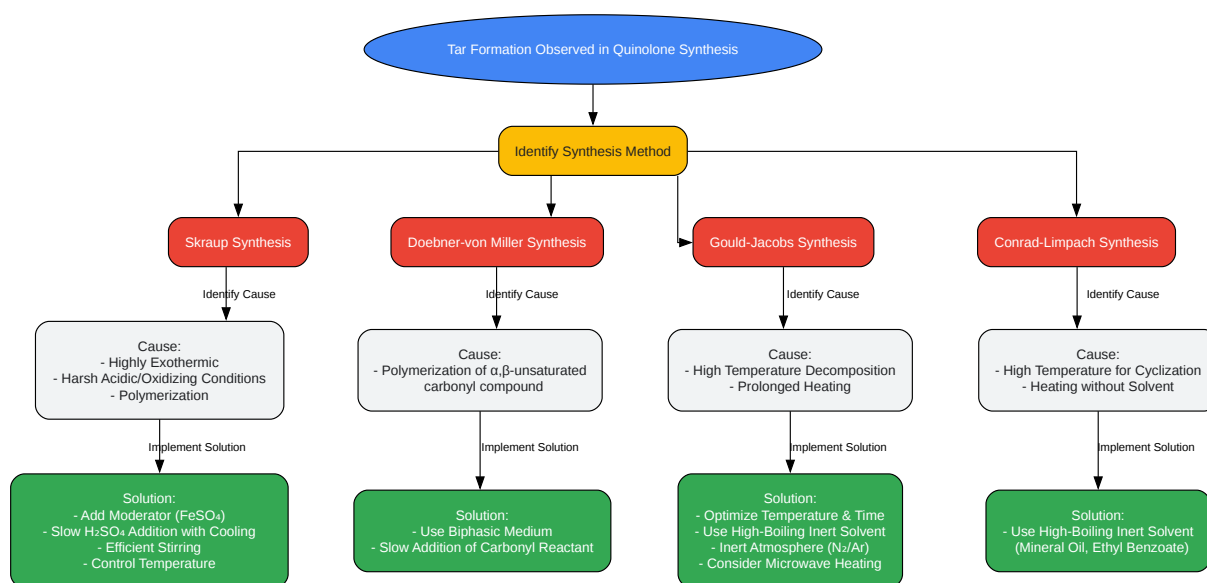 Tar Formation Observed in Quinolone Synthesis
Identify Synthesis Method
Skraup Synthesis
Doebner-von Miller Synthesis
Gould-Jacobs Synthesis
Conrad-Limpach Synthesis
Identify Cause
Identify Cause
Identify Cause
Identify Cause
Cause:
- Highly Exothermic
- Harsh Acidic/Oxidizing Conditions
- Polymerization
Cause:
- Polymerization of α,β-unsaturated
carbonyl compound
Cause:
- High Temperature Decomposition
- Prolonged Heating
Cause:
- High Temperature for Cyclization
- Heating without Solvent
Implement Solution
Implement Solution
Implement Solution
Implement Solution
Solution:
- Add Moderator (FeSO₄)
- Slow H₂SO₄ Addition with Cooling
- Efficient Stirring
- Control Temperature
Solution:
- Use Biphasic Medium
- Slow Addition of Carbonyl Reactant
Solution:
- Optimize Temperature & Time
- Use High-Boiling Inert Solvent
- Inert Atmosphere (N₂/Ar)
- Consider Microwave Heating
Solution:
- Use High-Boiling Inert Solvent
(Mineral Oil, Ethyl Benzoate)